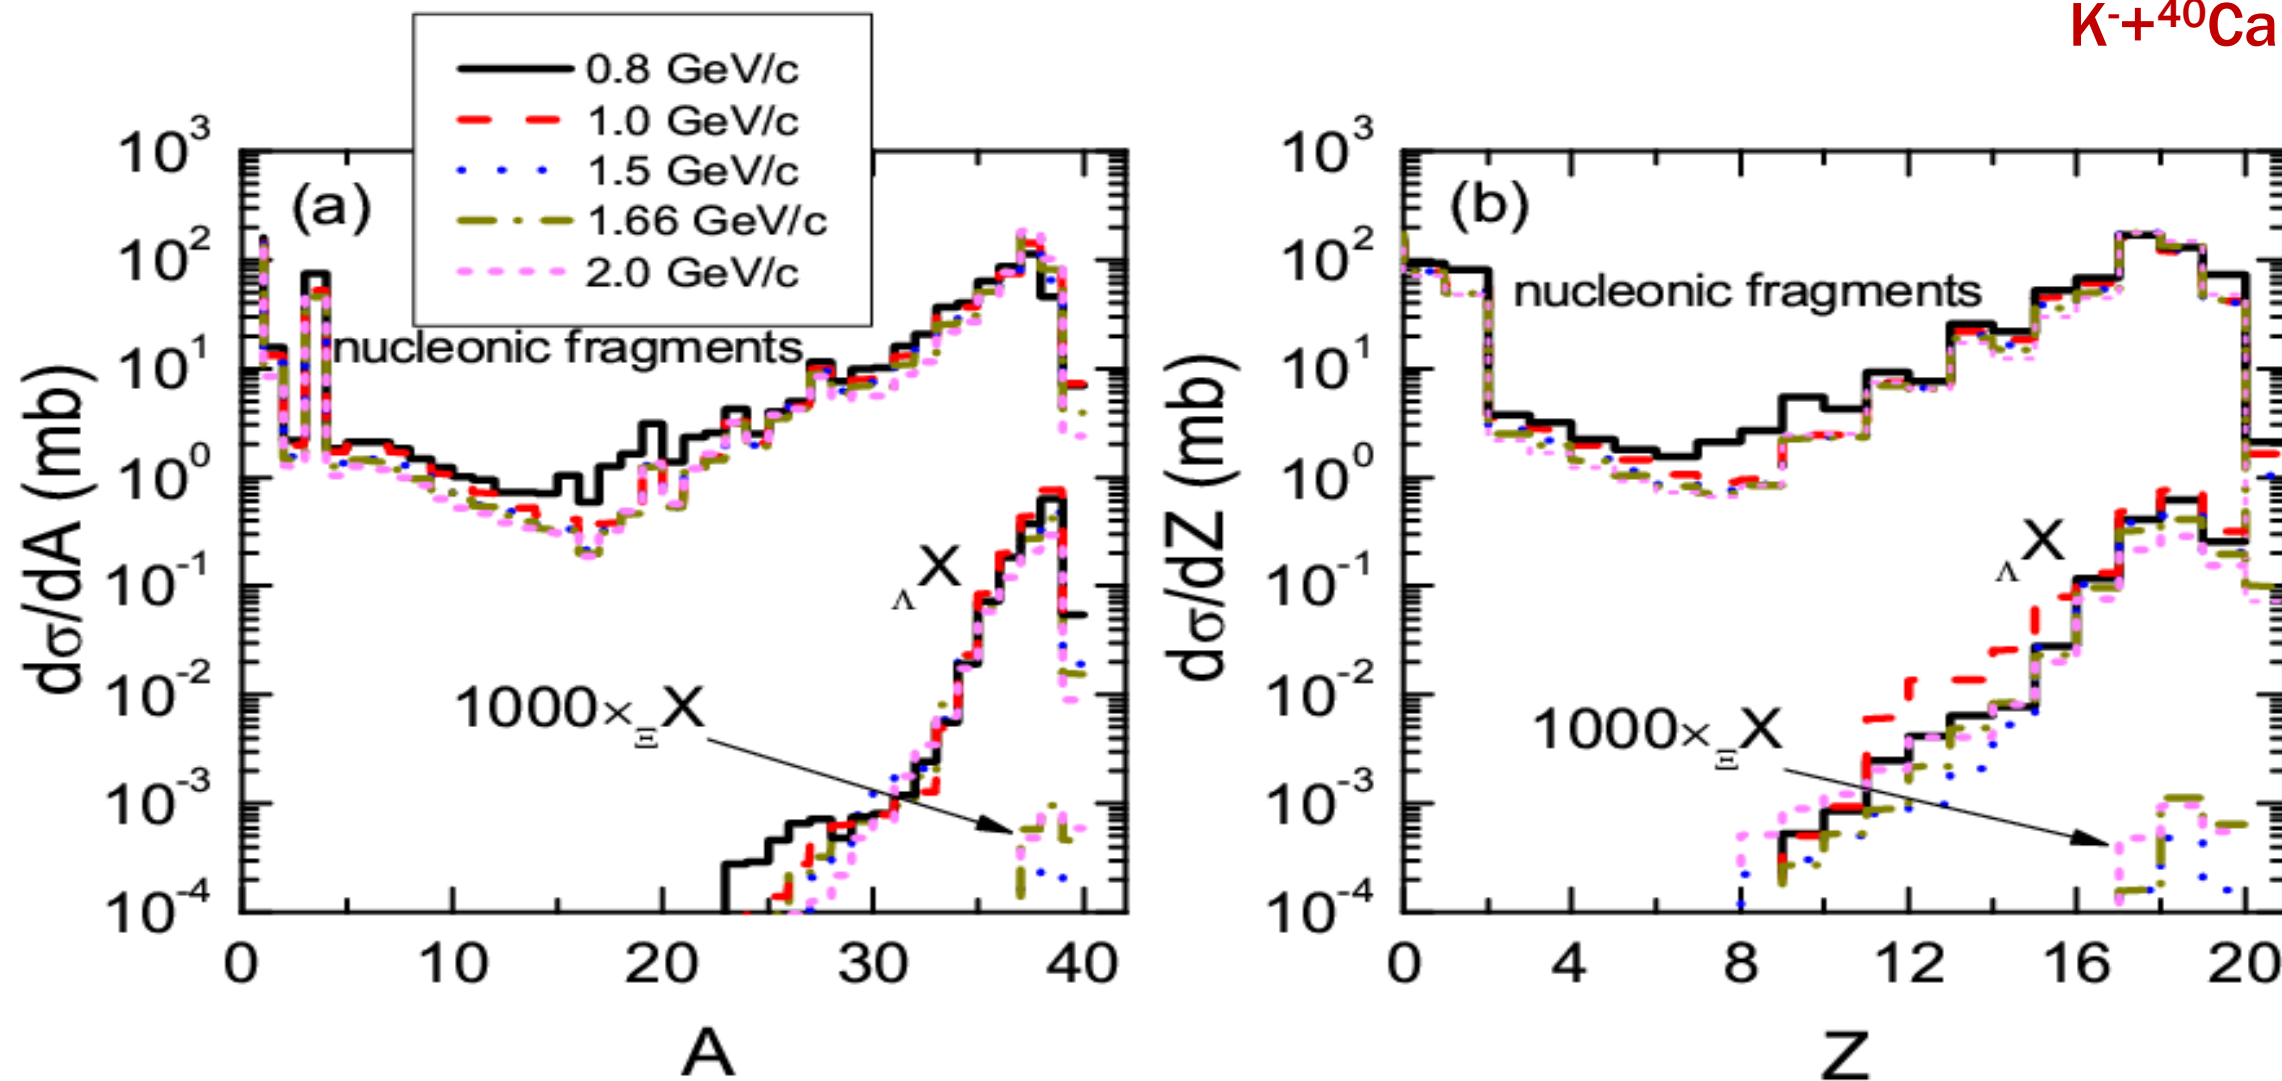 K⁻+⁴⁰Ca
0.8 GeV/c
1.0 GeV/c
1.5 GeV/c
1.66 GeV/c
2.0 GeV/c
(a)
nucleonic fragments
ΛX
1000×ΞX
10³
10²
10¹
10⁰
10⁻¹
10⁻²
10⁻³
10⁻⁴
dσ/dA (mb)
0 10 20 30 40
A
(b)
nucleonic fragments
ΛX
1000×ΞX
10³
10²
10¹
10⁰
10⁻¹
10⁻²
10⁻³
10⁻⁴
dσ/dZ (mb)
0 4 8 12 16 20
Z